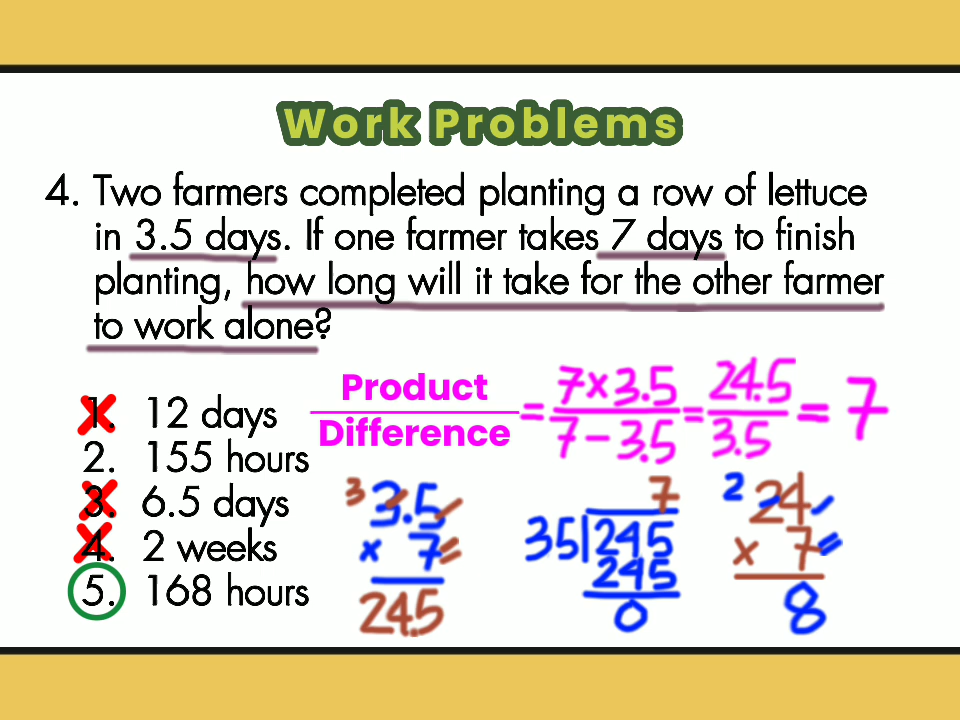 Work Problems
4. Two farmers completed planting a row of lettuce
in 3.5 days. If one farmer takes 7 days to finish
planting, how long will it take for the other farmer
to work alone?
1. 12 days
2. 155 hours
3. 6.5 days
4. 2 weeks
5. 168 hours
Product
Difference
= 7×3.5 / 7−3.5 = 24.5 / 3.5 = 7
3
3.5
× 7 =
24.5
7
35 245
245
0
2 24
× 7 =
8